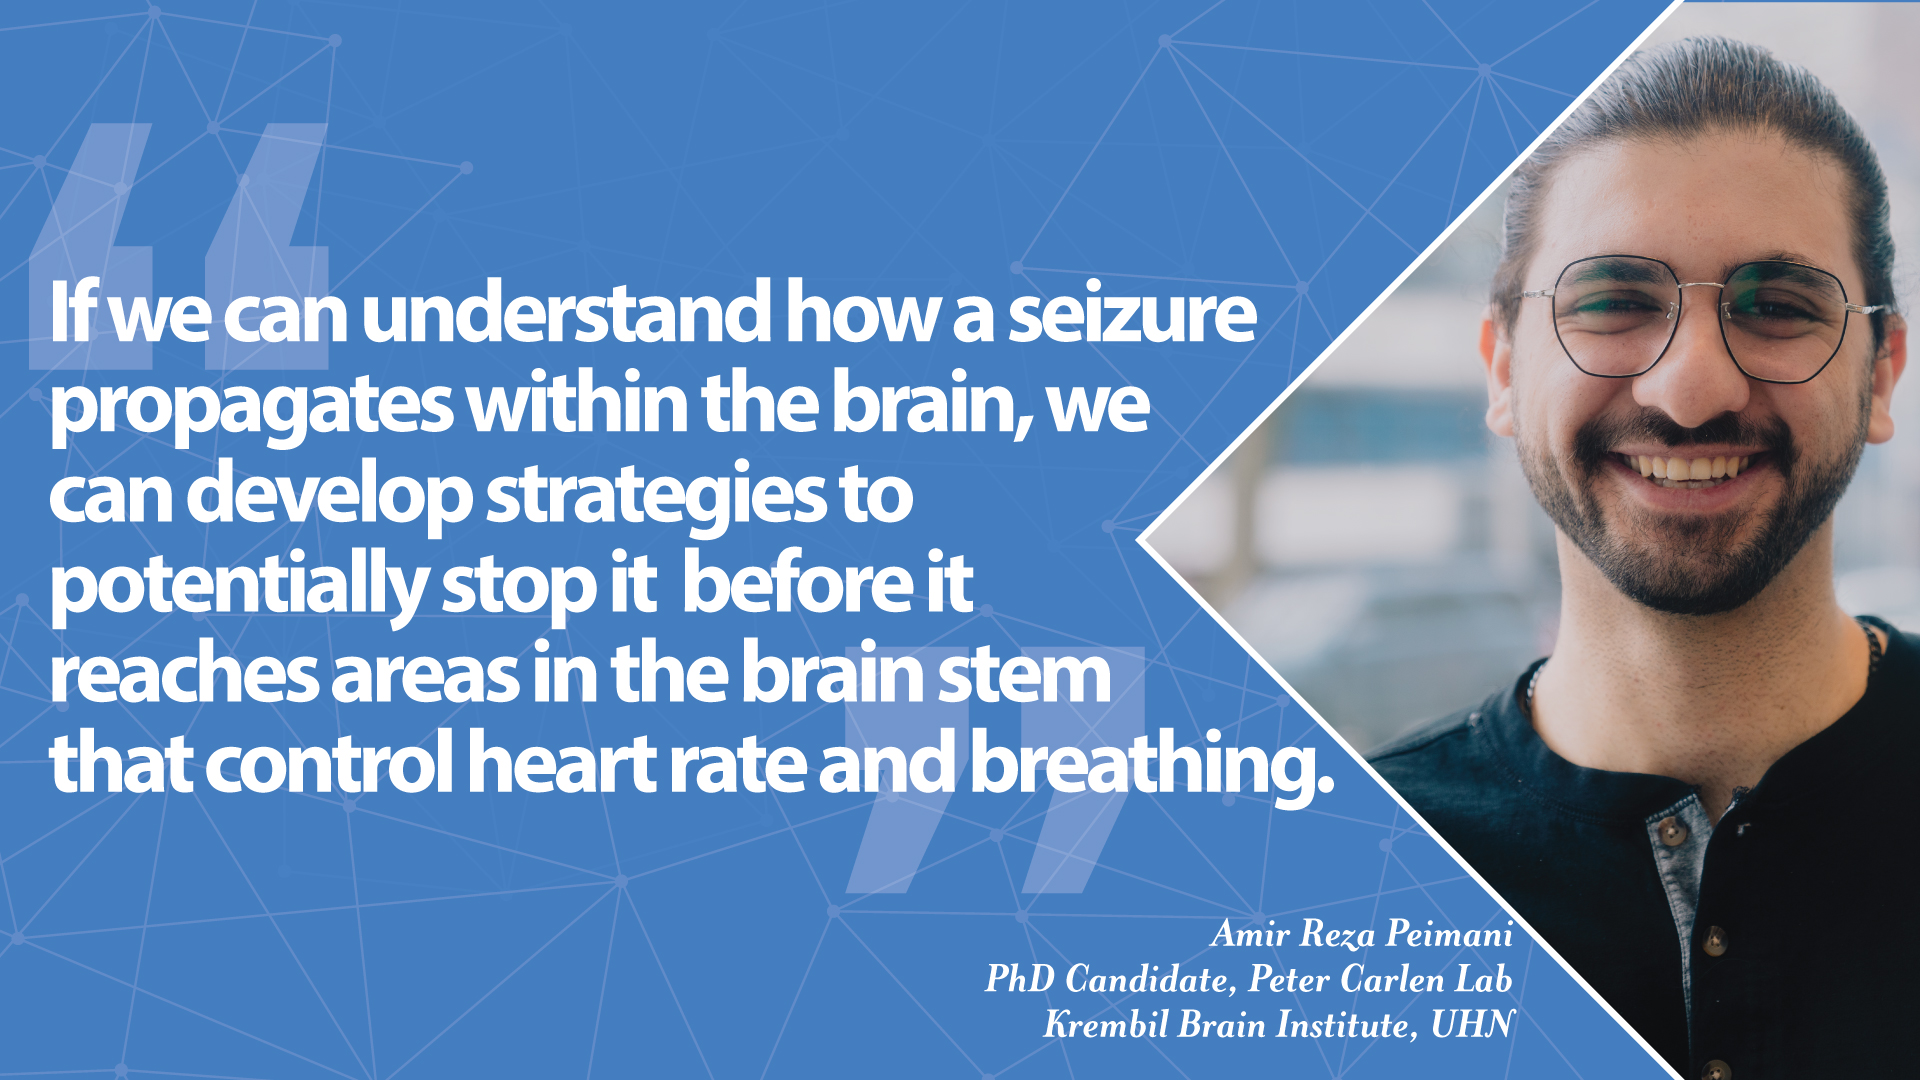 If we can understand how a seizure
propagates within the brain, we
can develop strategies to
potentially stop it  before it
reaches areas in the brain stem
that control heart rate and breathing.
Amir Reza Peimani
PhD Candidate, Peter Carlen Lab
Krembil Brain Institute, UHN